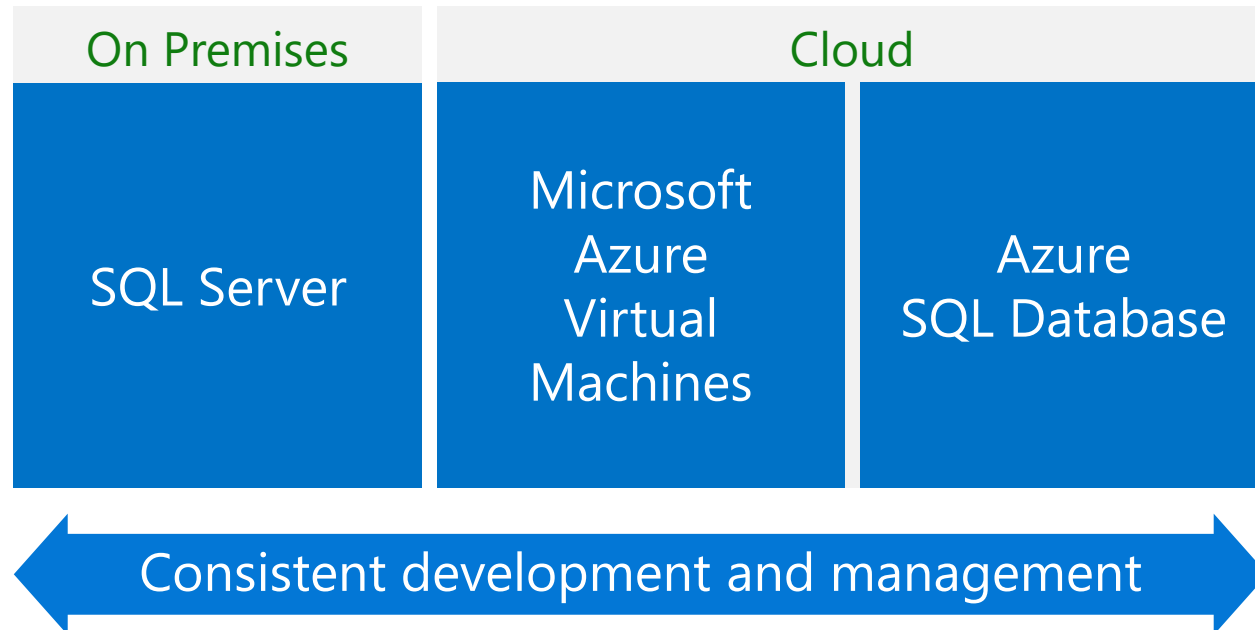 On Premises
Cloud
SQL Server
Microsoft
Azure
Virtual
Machines
Azure
SQL Database
Consistent development and management